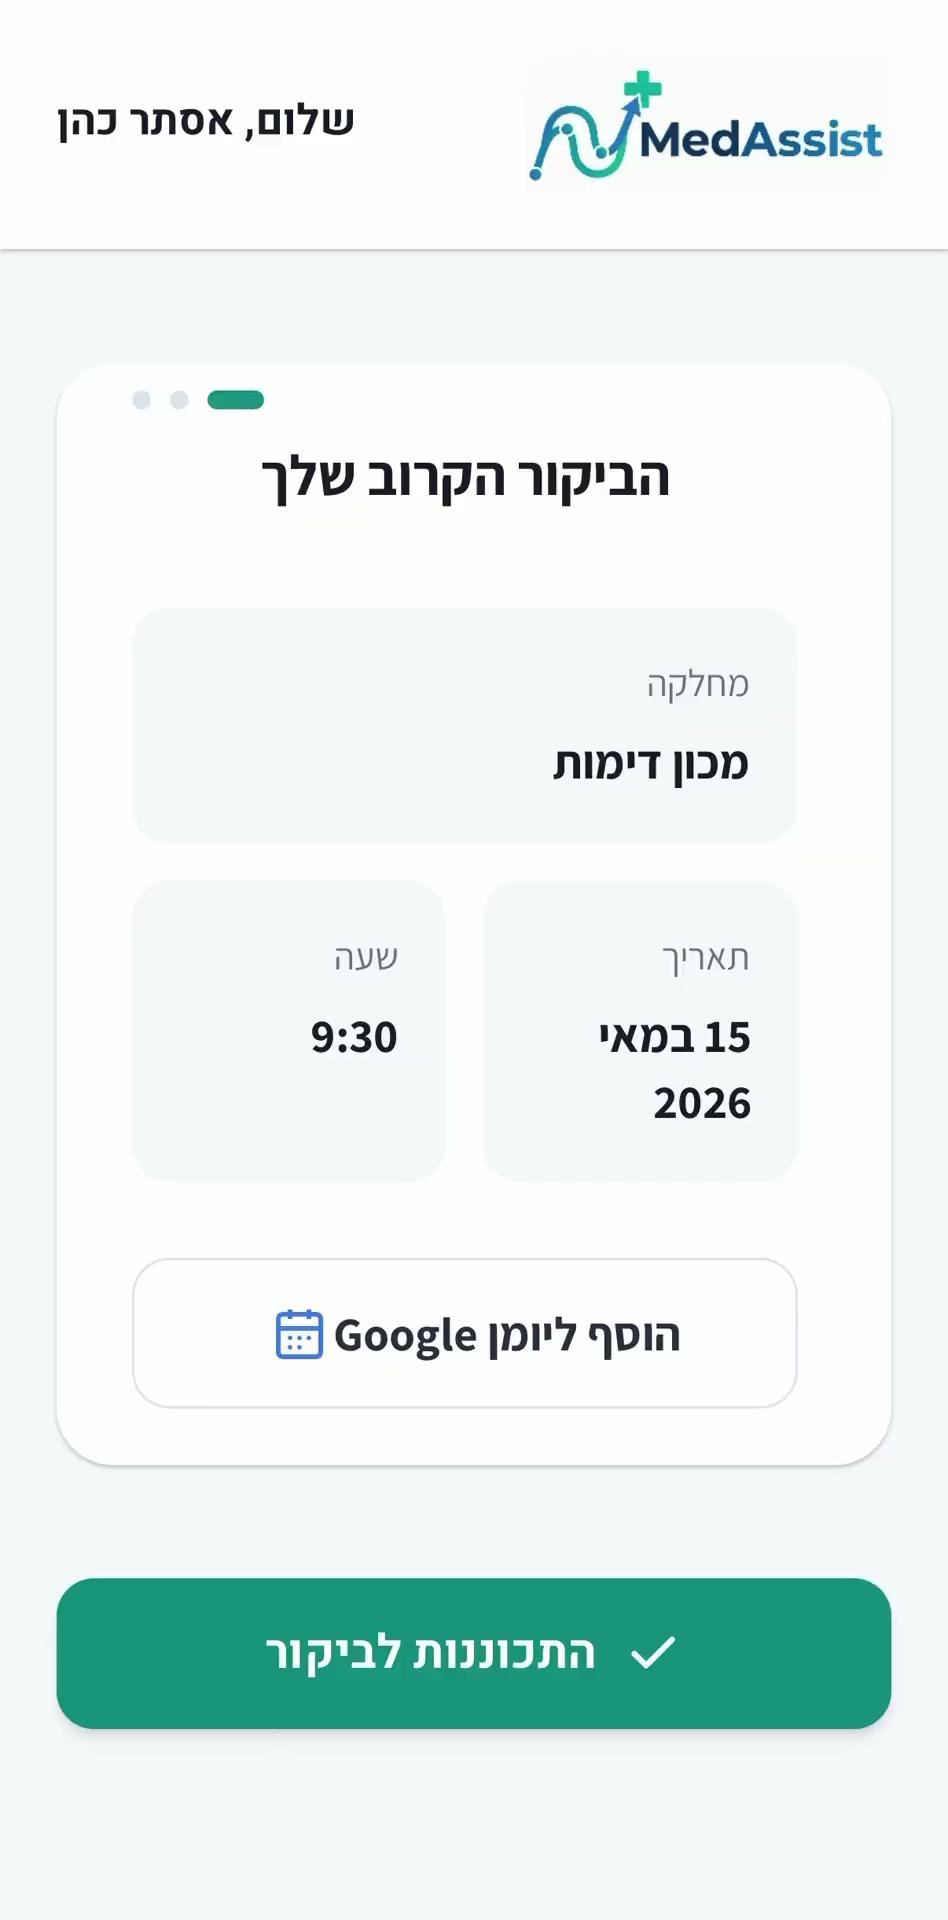 MedAssist
שלום, אסתר כהן
הביקור הקרוב שלך
מחלקה
מכון דימות
תאריך
15 במאי
2026
שעה
9:30
הוסף ליומן Google
התכוננות לביקור